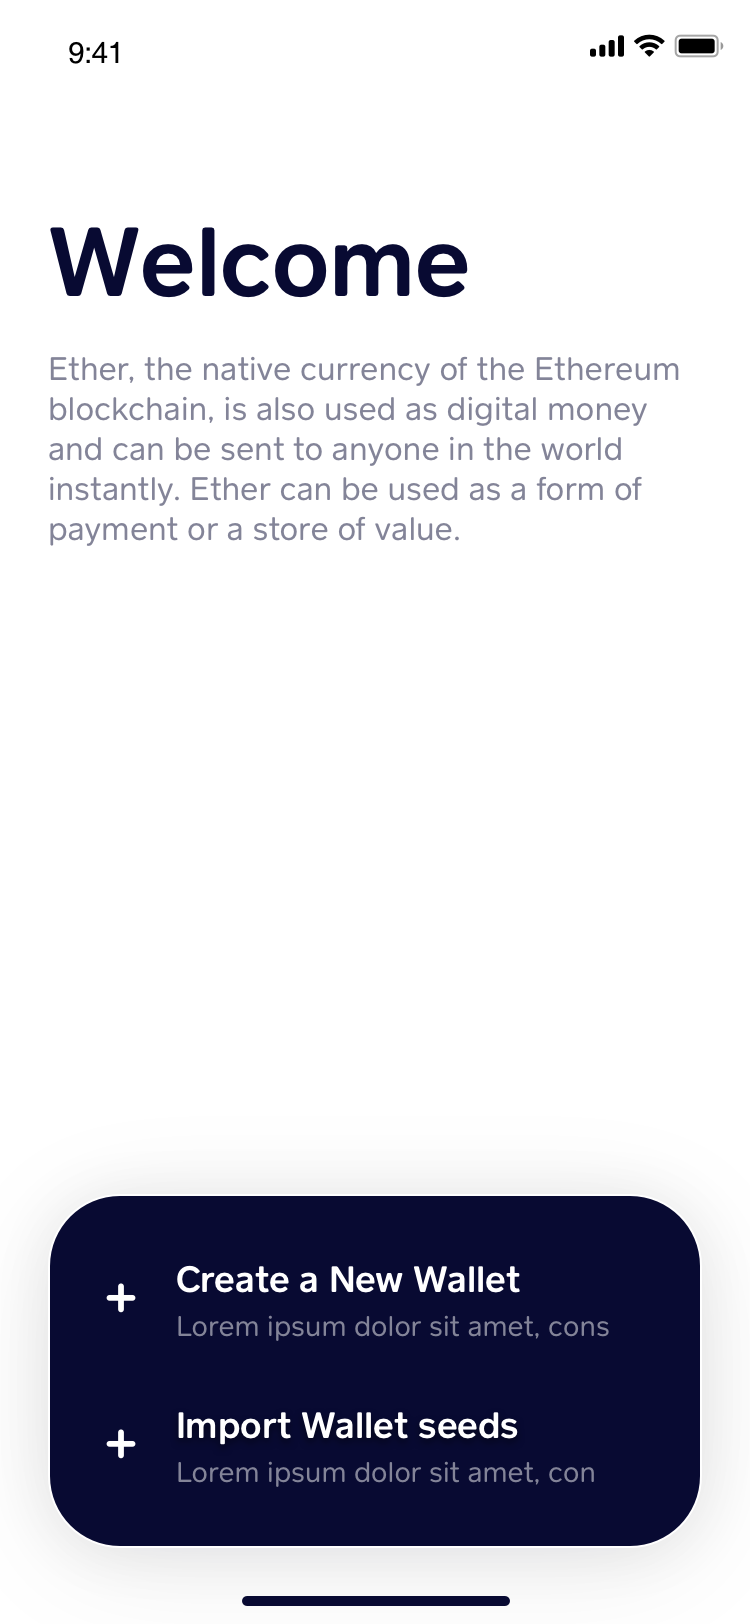 9:41
Welcome
Ether, the native currency of the Ethereum
blockchain, is also used as digital money
and can be sent to anyone in the world
instantly. Ether can be used as a form of
payment or a store of value.
Create a New Wallet
Lorem ipsum dolor sit amet, cons
Import Wallet seeds
Lorem ipsum dolor sit amet, con